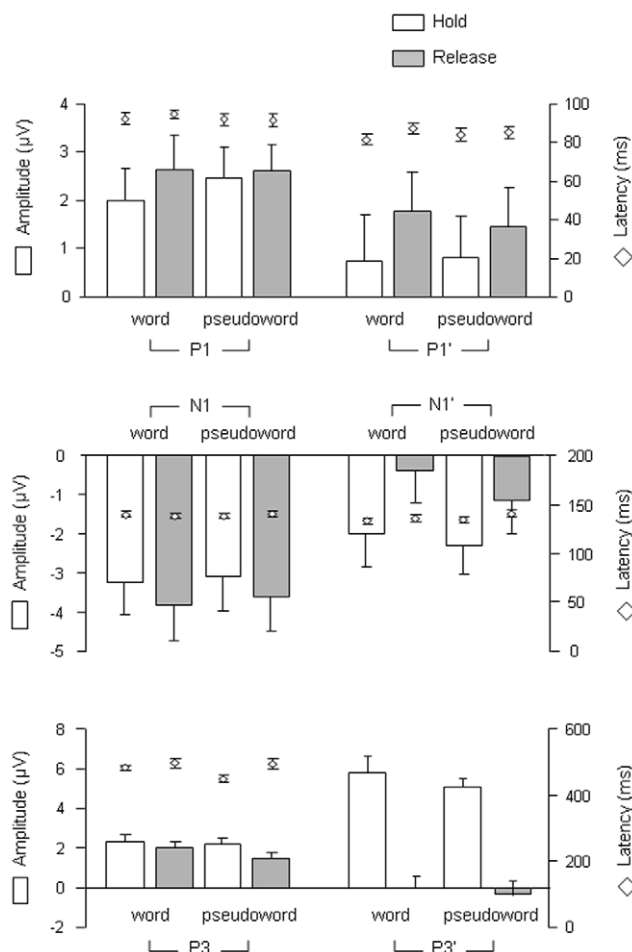 Hold
Release
Amplitude (µV)
4
3
2
1
0
100
80
60
40
20
0
Latency (ms)
word pseudoword word pseudoword
P1 P1'
N1 N1'
word pseudoword word pseudoword
Amplitude (µV)
0
-1
-2
-3
-4
-5
200
150
100
50
0
Latency (ms)
Amplitude (µV)
8
6
4
2
0
-2
600
400
200
0
Latency (ms)
word pseudoword word pseudoword
P3 P3'